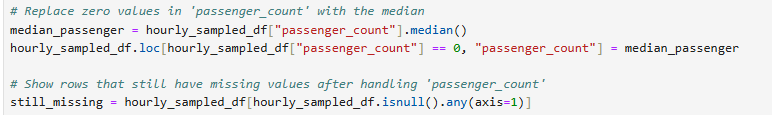 # Replace zero values in 'passenger_count' with the median
median_passenger = hourly_sampled_df["passenger_count"].median()
hourly_sampled_df.loc[hourly_sampled_df["passenger_count"] == 0, "passenger_count"] = median_passenger
# Show rows that still have missing values after handling 'passenger_count'
still_missing = hourly_sampled_df[hourly_sampled_df.isnull().any(axis=1)]